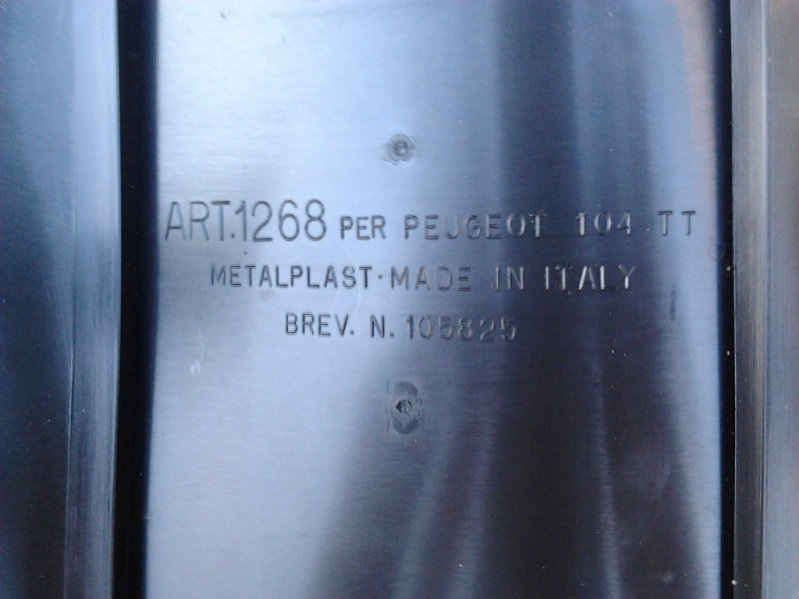 ART.1268 PER PEUGEOT 104 TT
METALPLAST·MADE IN ITALY
BREV. N. 105825